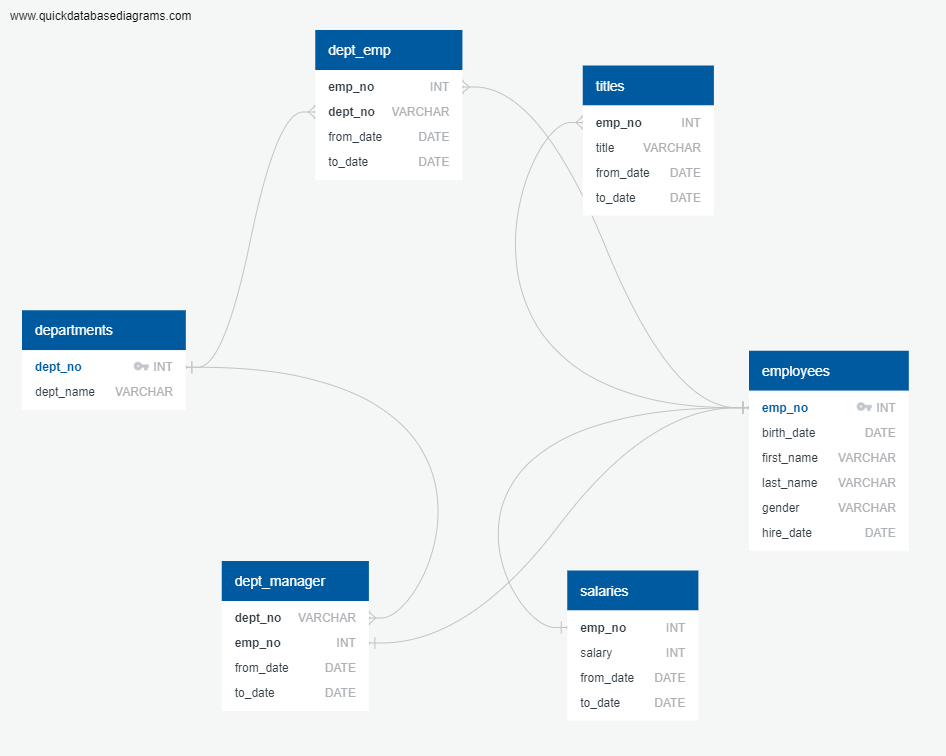 www.quickdatabasediagrams.com
dept_emp
emp_no INT
dept_no VARCHAR
from_date DATE
to_date DATE
titles
emp_no INT
title VARCHAR
from_date DATE
to_date DATE
departments
dept_no INT
dept_name VARCHAR
employees
emp_no INT
birth_date DATE
first_name VARCHAR
last_name VARCHAR
gender VARCHAR
hire_date DATE
dept_manager
dept_no VARCHAR
emp_no INT
from_date DATE
to_date DATE
salaries
emp_no INT
salary INT
from_date DATE
to_date DATE